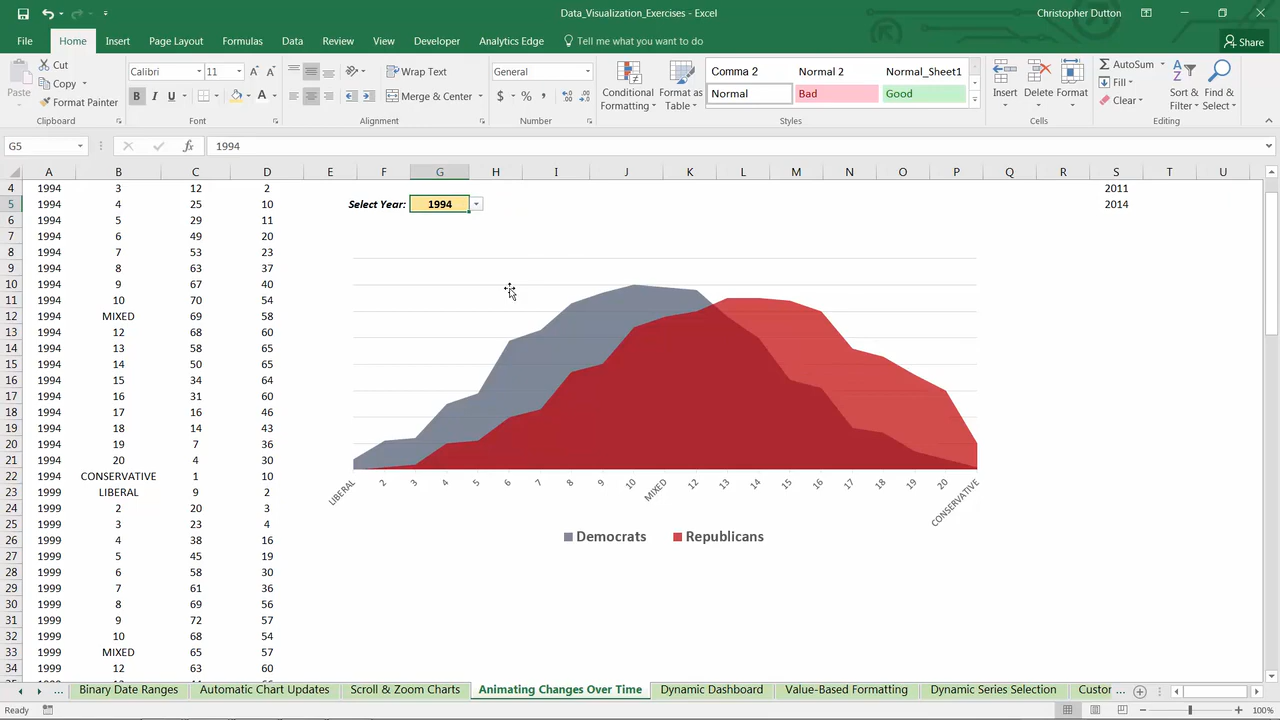 Data_Visualization_Exercises - Excel
Christopher Dutton
File Home Insert Page Layout Formulas Data Review View Developer Analytics Edge Tell me what you want to do Share
Paste
Cut
Copy
Format Painter
Clipboard
Calibri 11
B I U
Font
Wrap Text
Merge & Center
Alignment
General
$ % ,
Number
Conditional Formatting
Format as Table
Comma 2 Normal 2 Normal_Sheet1
Normal Bad Good
Styles
Insert Delete Format
Cells
AutoSum
Fill
Clear
Sort & Filter
Find & Select
Editing
G5 fx 1994
A B C D E F G H I J K L M N O P Q R S T U
4 1994 3 12 2 2011
5 1994 4 25 10 Select Year: 1994 2014
6 1994 5 29 11
7 1994 6 49 20
8 1994 7 53 23
9 1994 8 63 37
10 1994 9 67 40
11 1994 10 70 54
12 1994 MIXED 69 58
13 1994 12 68 60
14 1994 13 58 65
15 1994 14 50 65
16 1994 15 34 64
17 1994 16 31 60
18 1994 17 16 46
19 1994 18 14 43
20 1994 19 7 36
21 1994 20 4 30
22 1994 CONSERVATIVE 1 10
23 1999 LIBERAL 9 2
24 1999 2 20 3
25 1999 3 23 4
26 1999 4 38 16
27 1999 5 45 19
28 1999 6 58 30
29 1999 7 61 36
30 1999 8 69 56
31 1999 9 72 57
32 1999 10 68 54
33 1999 MIXED 65 57
34 1999 12 63 60
LIBERAL 2 3 4 5 6 7 8 9 10 MIXED 12 13 14 15 16 17 18 19 20 CONSERVATIVE
Democrats Republicans
... Binary Date Ranges Automatic Chart Updates Scroll & Zoom Charts Animating Changes Over Time Dynamic Dashboard Value-Based Formatting Dynamic Series Selection Custor ...
Ready 100%